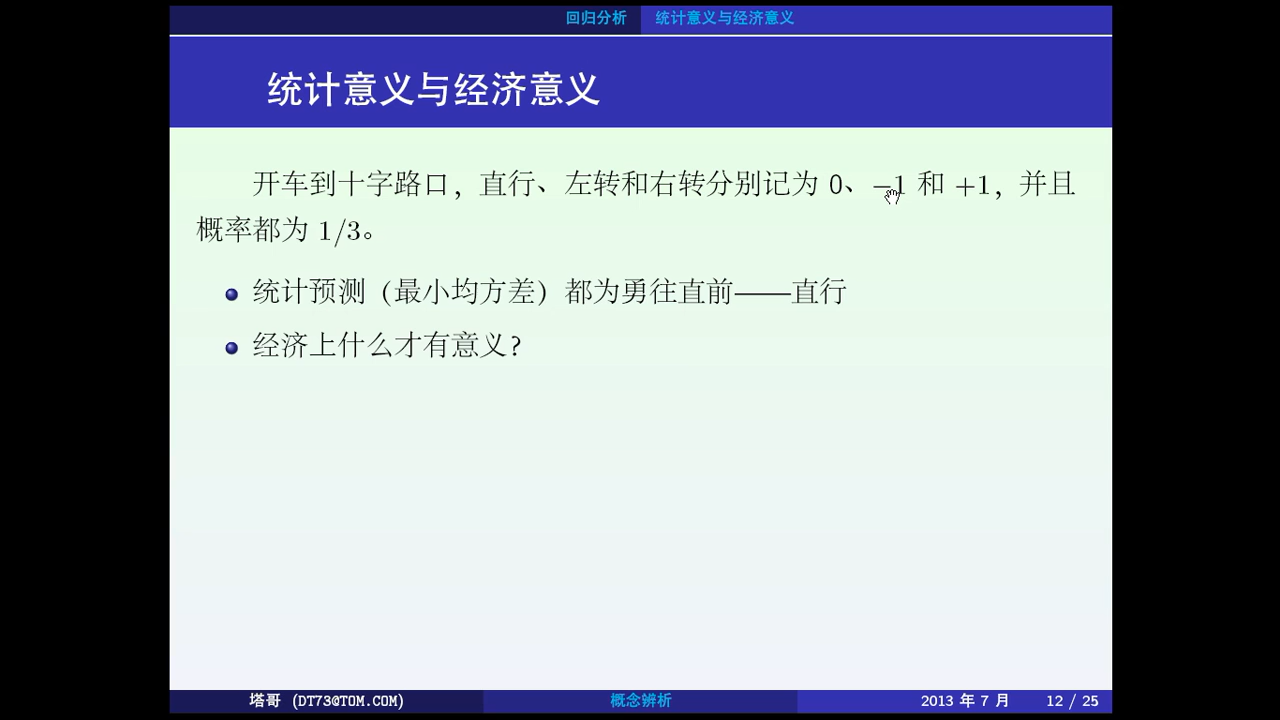 回归分析 统计意义与经济意义
统计意义与经济意义
开车到十字路口，直行、左转和右转分别记为 0、−1 和 +1，并且
概率都为 1/3。
统计预测（最小均方差）都为勇往直前——直行
经济上什么才有意义？
塔哥 (DT73@TOM.COM) 概念辨析 2013 年 7 月 12 / 25